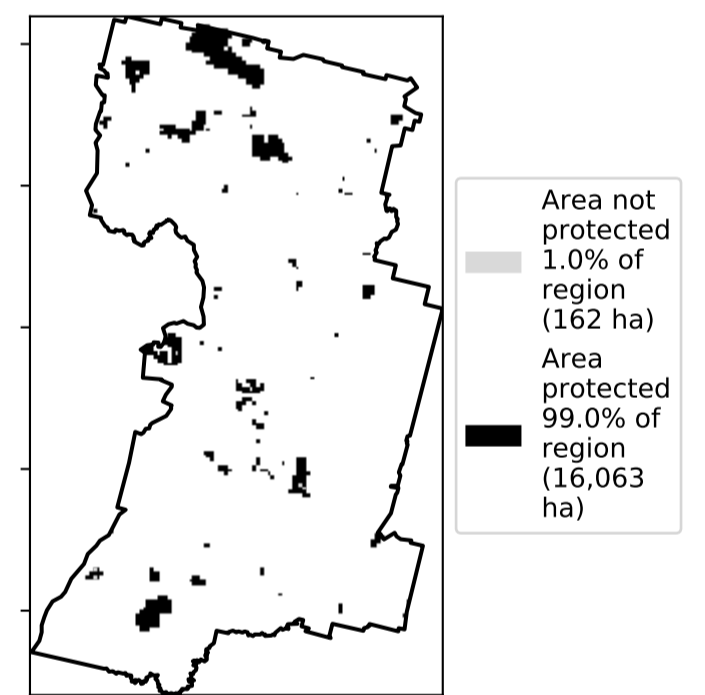 Area not
protected
1.0% of
region
(162 ha)
Area
protected
99.0% of
region
(16,063
ha)